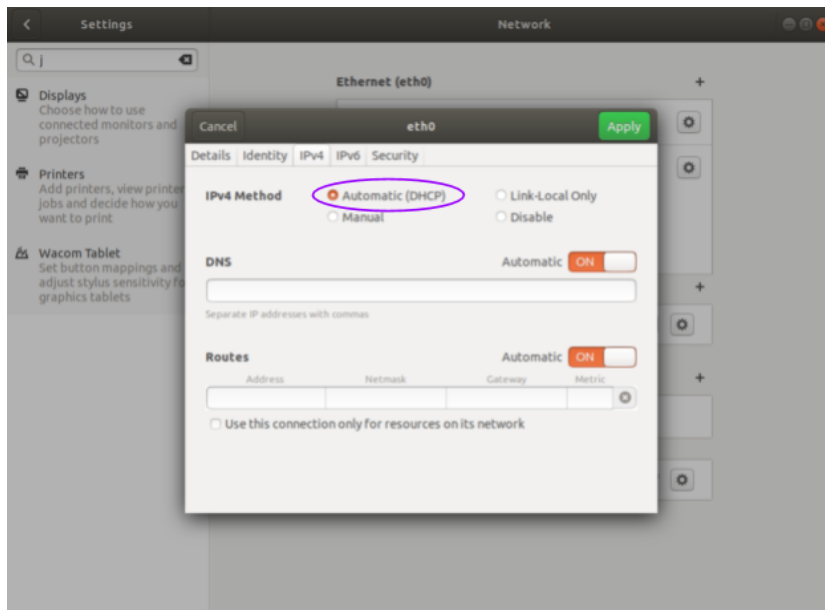 Settings
Network
j
Displays
Choose how to use
connected monitors and
projectors
Printers
Add printers, view printer
jobs and decide how you
want to print
Wacom Tablet
Set button mappings and
adjust stylus sensitivity fo
graphics tablets
Ethernet (eth0)
Cancel
eth0
Apply
Details
Identity
IPv4
IPv6
Security
IPv4 Method
Automatic (DHCP)
Link-Local Only
Manual
Disable
DNS
Automatic
ON
Separate IP addresses with commas
Routes
Automatic
ON
Address
Netmask
Gateway
Metric
Use this connection only for resources on its network